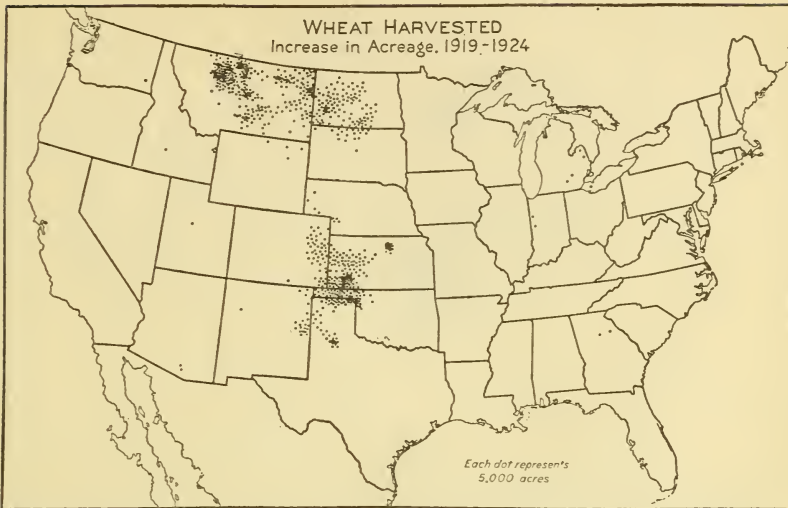 WHEAT HARVESTED
Increase in Acreage, 1919-1924
Each dot represents
5,000 acres